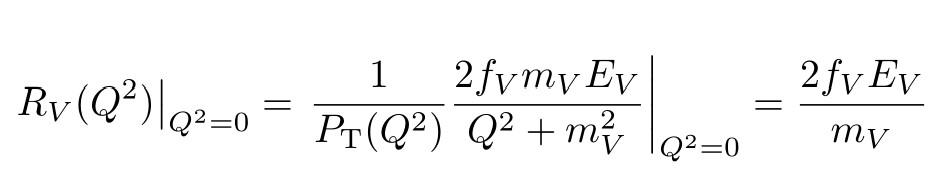 $R_V(Q^2)\big|_{Q^2=0} = \frac{1}{P_{\mathrm{T}}(Q^2)} \frac{2 f_V m_V E_V}{Q^2 + m_V^2} \bigg|_{Q^2=0} = \frac{2 f_V E_V}{m_V}$